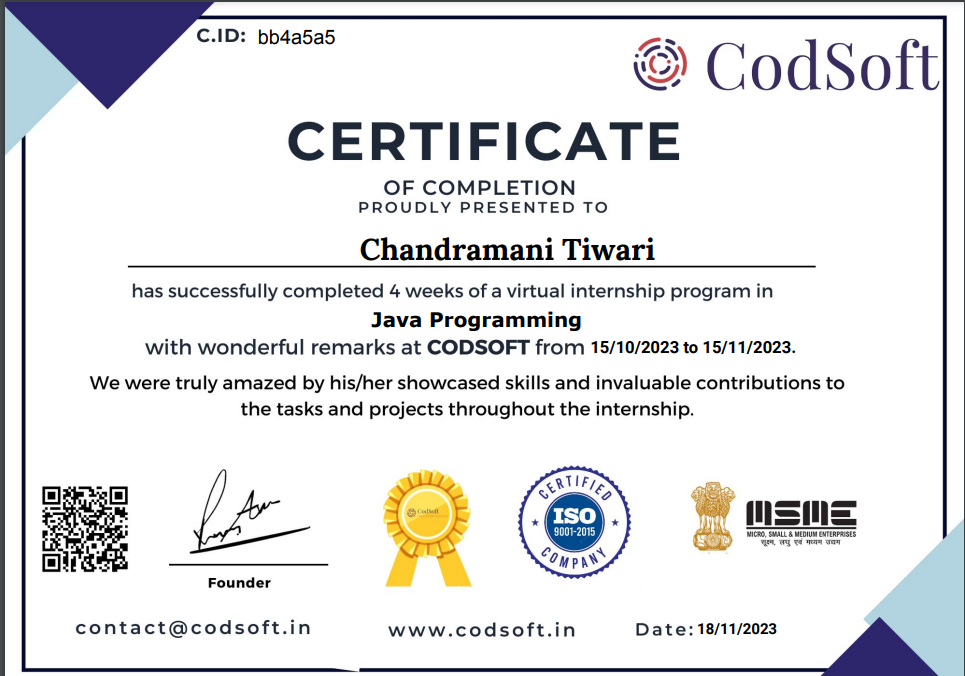 C.ID: bb4a5a5
CodSoft
CERTIFICATE
OF COMPLETION
PROUDLY PRESENTED TO
Chandramani Tiwari
has successfully completed 4 weeks of a virtual internship program in
Java Programming
with wonderful remarks at CODSOFT from 15/10/2023 to 15/11/2023.
We were truly amazed by his/her showcased skills and invaluable contributions to
the tasks and projects throughout the internship.
Founder
CodSoft
CERTIFIED
ISO
9001-2015
COMPANY
MSME
MICRO, SMALL & MEDIUM ENTERPRISES
सूक्ष्म, लघु एवं मध्यम उद्यम
contact@codsoft.in
www.codsoft.in
Date: 18/11/2023